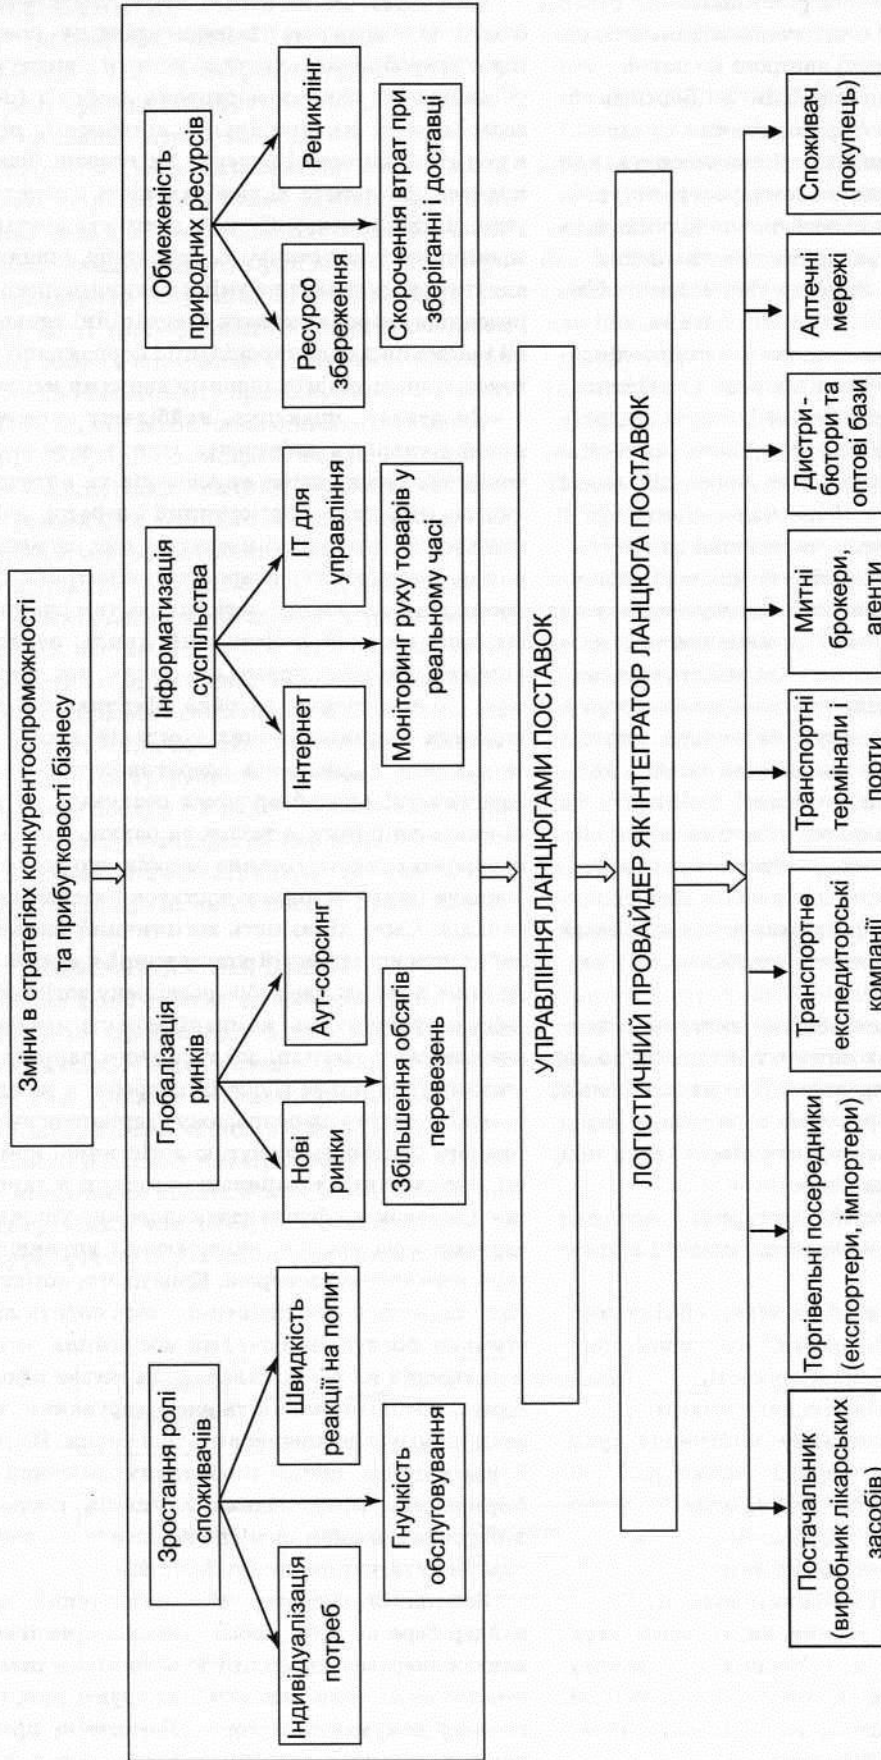 Зміни в стратегіях конкурентоспроможності
та прибутковості бізнесу
Зростання ролі
споживачів
Індивідуалізація
потреб
Швидкість
реакції на попит
Гнучкість
обслуговування
Глобалізація
ринків
Нові
ринки
Аут-сорсинг
Збільшення обсягів
перевезень
Інформатизація
суспільства
Інтернет
ІТ для
управління
Моніторинг руху товарів у
реальному часі
Обмеженість
природних ресурсів
Ресурсо-
збереження
Рециклінг
Скорочення втрат при
зберіганні і доставці
УПРАВЛІННЯ ЛАНЦЮГАМИ ПОСТАВОК
ЛОГІСТИЧНИЙ ПРОВАЙДЕР ЯК ІНТЕГРАТОР ЛАНЦЮГА ПОСТАВОК
Постачальник
(виробник лікарських
засобів)
Торгівельні посередники
(експортери, імпортери)
Транспортно
експедиторські
компанії
Транспортні
термінали і
порти
Митні
брокери,
агенти
Дистри-
бютори та
оптові бази
Аптечні
мережі
Споживач
(покупець)